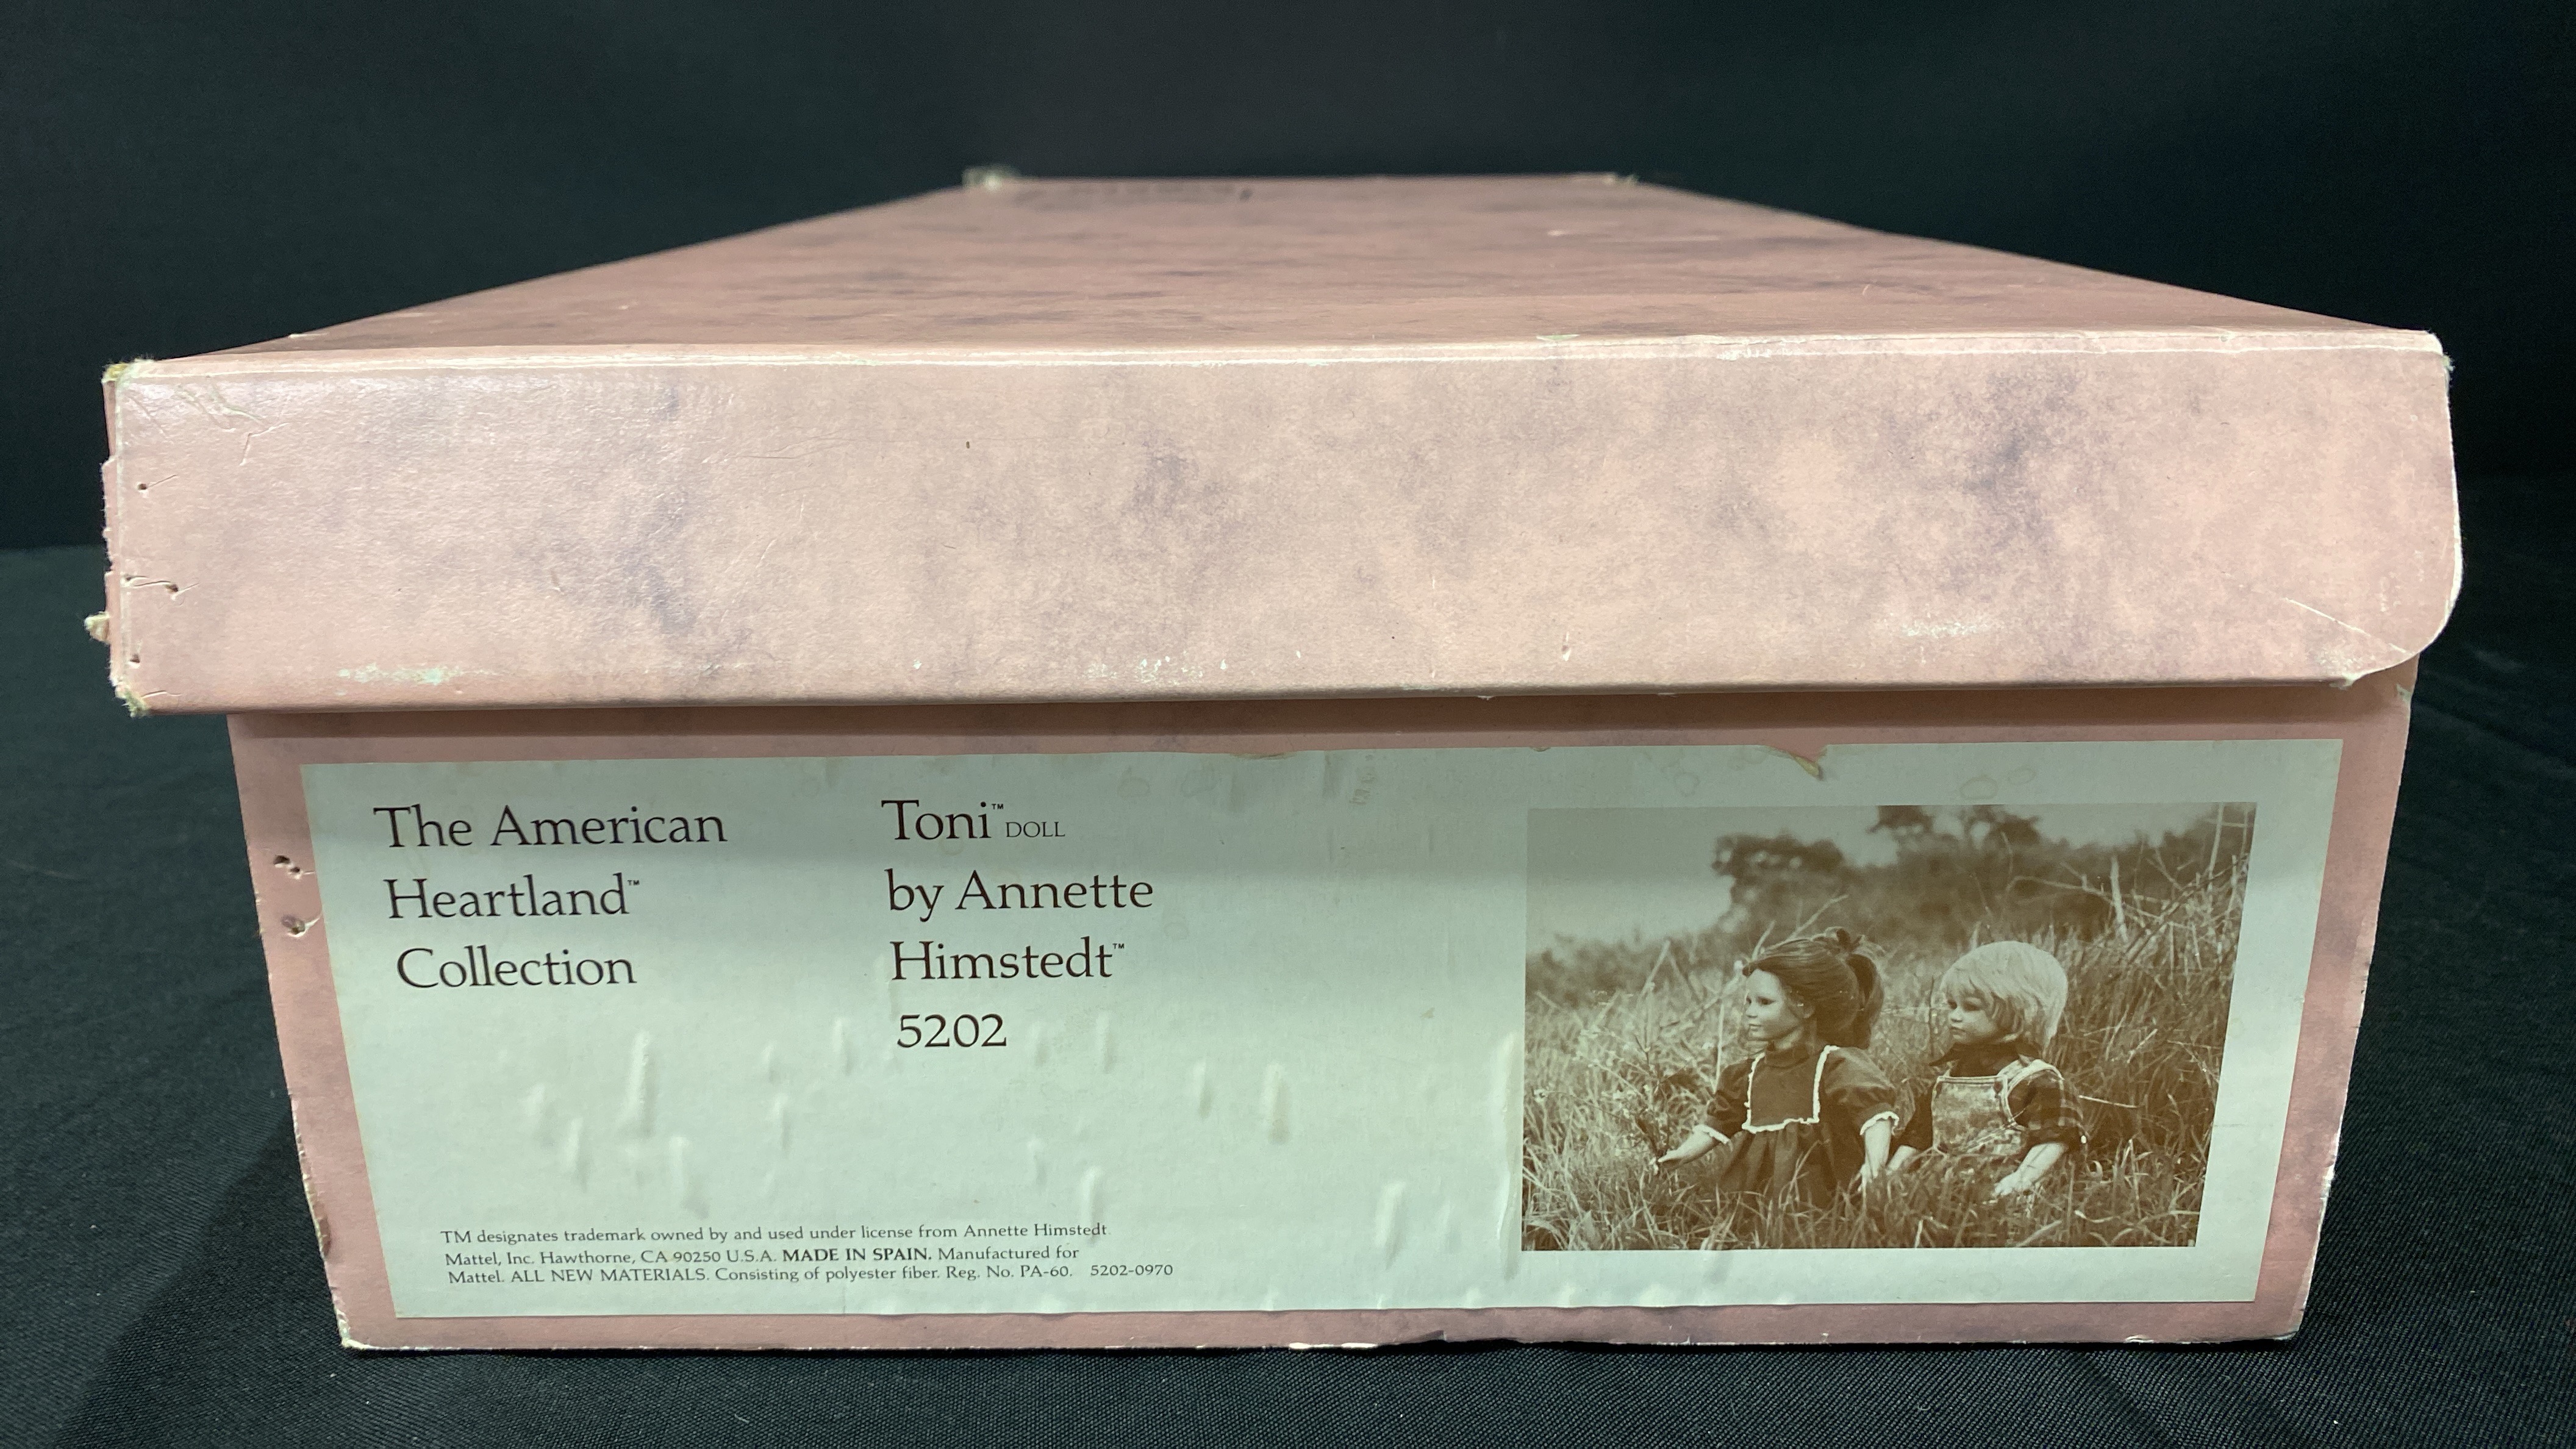 The American
Heartland™
Collection
Toni™ DOLL
by Annette
Himstedt™
5202
TM designates trademark owned by and used under license from Annette Himstedt.
Mattel, Inc. Hawthorne, CA 90250 U.S.A. MADE IN SPAIN. Manufactured for
Mattel. ALL NEW MATERIALS. Consisting of polyester fiber. Reg. No. PA-60. 5202-0970